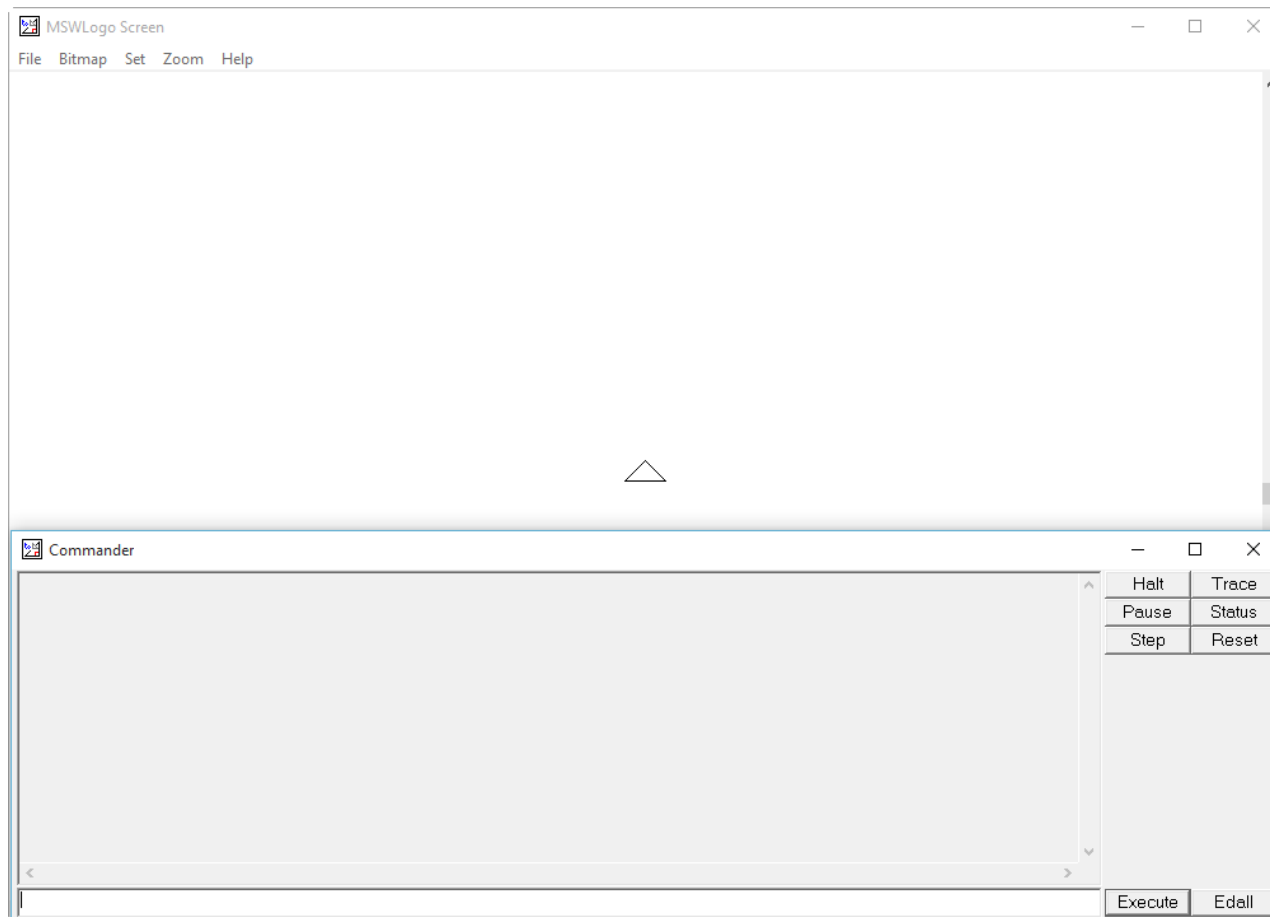 MSWLogo Screen
File Bitmap Set Zoom Help
Commander
Halt Trace
Pause Status
Step Reset
Execute Edall